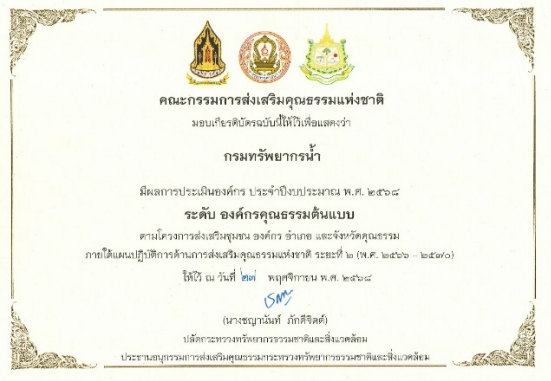 คณะกรรมการส่งเสริมคุณธรรมแห่งชาติ
มอบเกียรติบัตรฉบับนี้ให้ไว้เพื่อแสดงว่า
กรมทรัพยากรน้ำ
มีผลการประเมินองค์กร ประจำปีงบประมาณ พ.ศ. ๒๕๖๘
ระดับ องค์กรคุณธรรมต้นแบบ
ตามโครงการส่งเสริมชุมชน องค์กร อำเภอ และจังหวัดคุณธรรม
ภายใต้แผนปฏิบัติการด้านการส่งเสริมคุณธรรมแห่งชาติ ระยะที่ ๒ (พ.ศ. ๒๕๖๖ - ๒๕๗๐)
ให้ไว้ ณ วันที่ ๒๗ พฤศจิกายน พ.ศ. ๒๕๖๘
(นางชญานันท์ ภักดีจิตต์)
ปลัดกระทรวงทรัพยากรธรรมชาติและสิ่งแวดล้อม
ประธานอนุกรรมการส่งเสริมคุณธรรมกระทรวงทรัพยากรธรรมชาติและสิ่งแวดล้อม